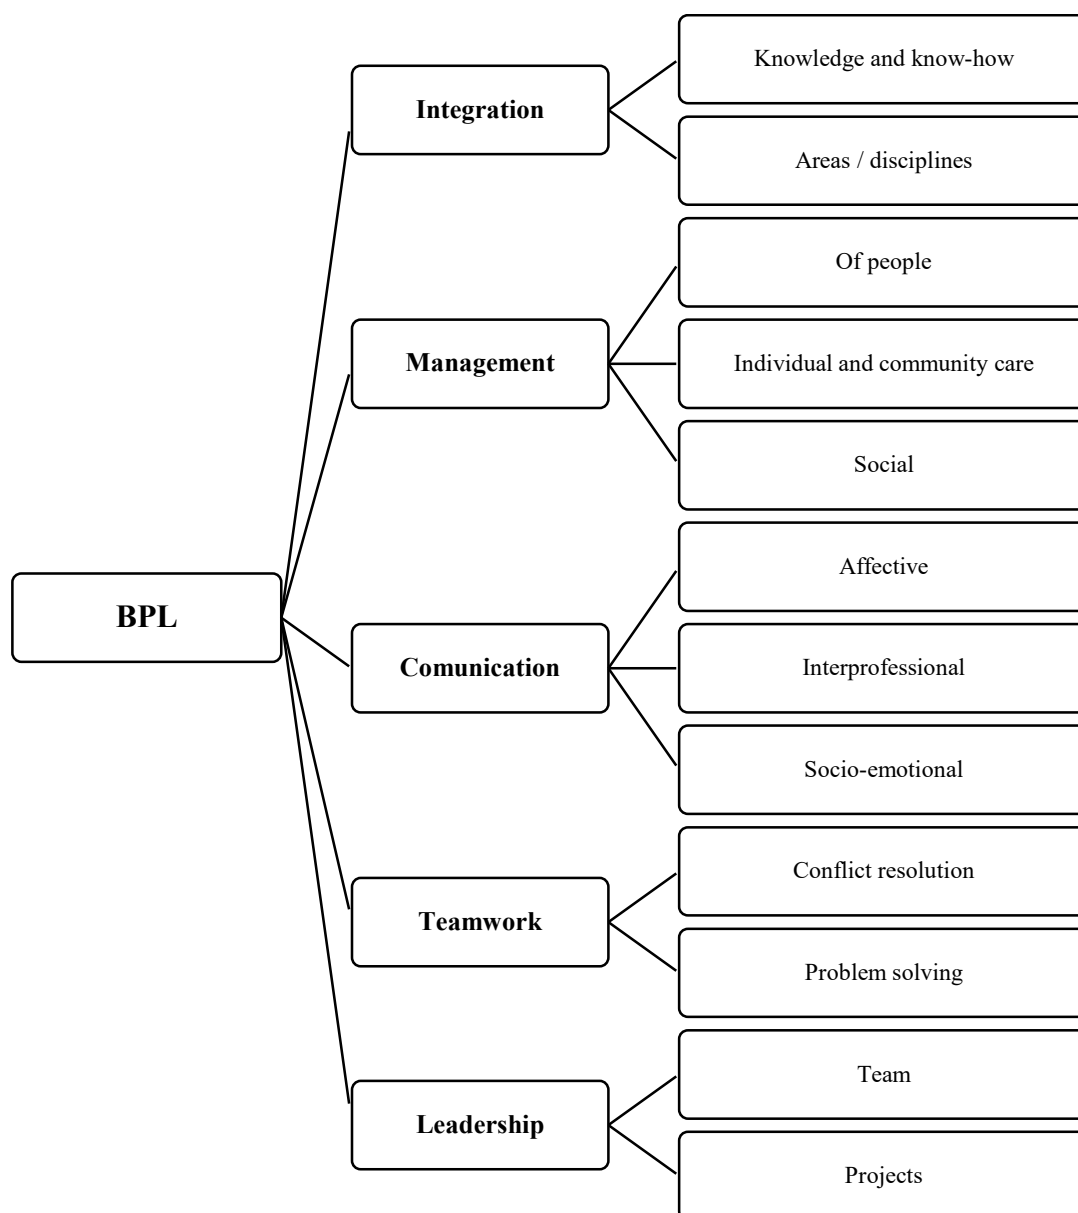 BPL
Integration
Knowledge and know-how
Areas / disciplines
Management
Of people
Individual and community care
Social
Comunication
Affective
Interprofessional
Socio-emotional
Teamwork
Conflict resolution
Problem solving
Leadership
Team
Projects